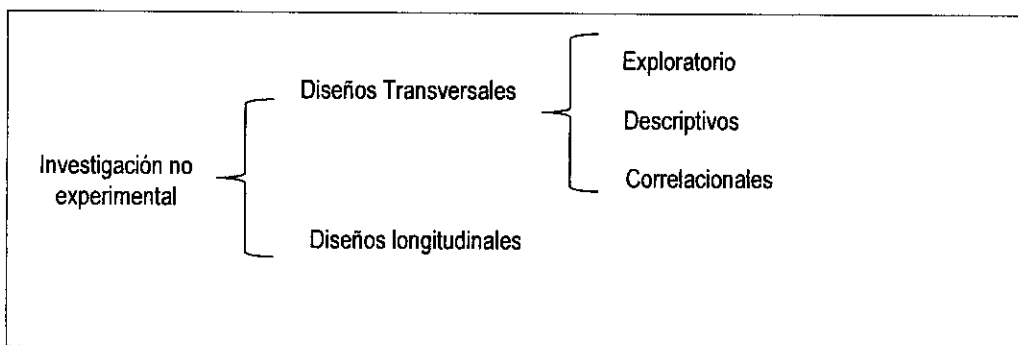 Investigación no
experimental
Diseños Transversales
Exploratorio
Descriptivos
Correlacionales
Diseños longitudinales